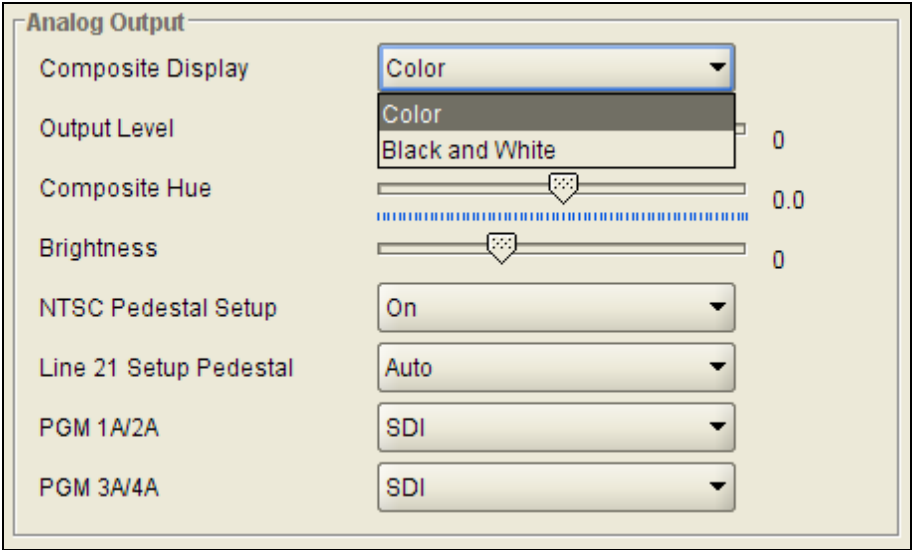 Analog Output
Composite Display Color
Color
Output Level 0
Black and White
Composite Hue 0.0
Brightness 0
NTSC Pedestal Setup On
Line 21 Setup Pedestal Auto
PGM 1A/2A SDI
PGM 3A/4A SDI